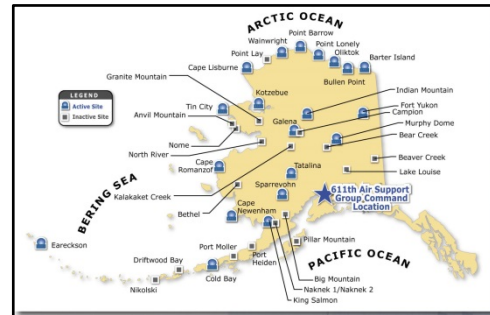 ARCTIC OCEAN
Point Barrow
Wainwright
Point Lonely
Point Lay
Oliktok
Barter Island
Cape Lisburne
Granite Mountain
Bullen Point
LEGEND
Active Site
Inactive Site
Kotzebue
Indian Mountain
Tin City
Fort Yukon
Anvil Mountain
Galena
Campion
Murphy Dome
Nome
Bear Creek
North River
Cape
Romanzof
Tatalina
Beaver Creek
Lake Louise
Kalakaket Creek
Sparrevohn
611th Air Support
Group Command
Location
BERING SEA
Bethel
Cape
Newenham
Eareckson
Port Moller
Pillar Mountain
PACIFIC OCEAN
Driftwood Bay
Port
Heiden
Big Mountain
Nikolski
Cold Bay
Naknek 1/Naknek 2
King Salmon